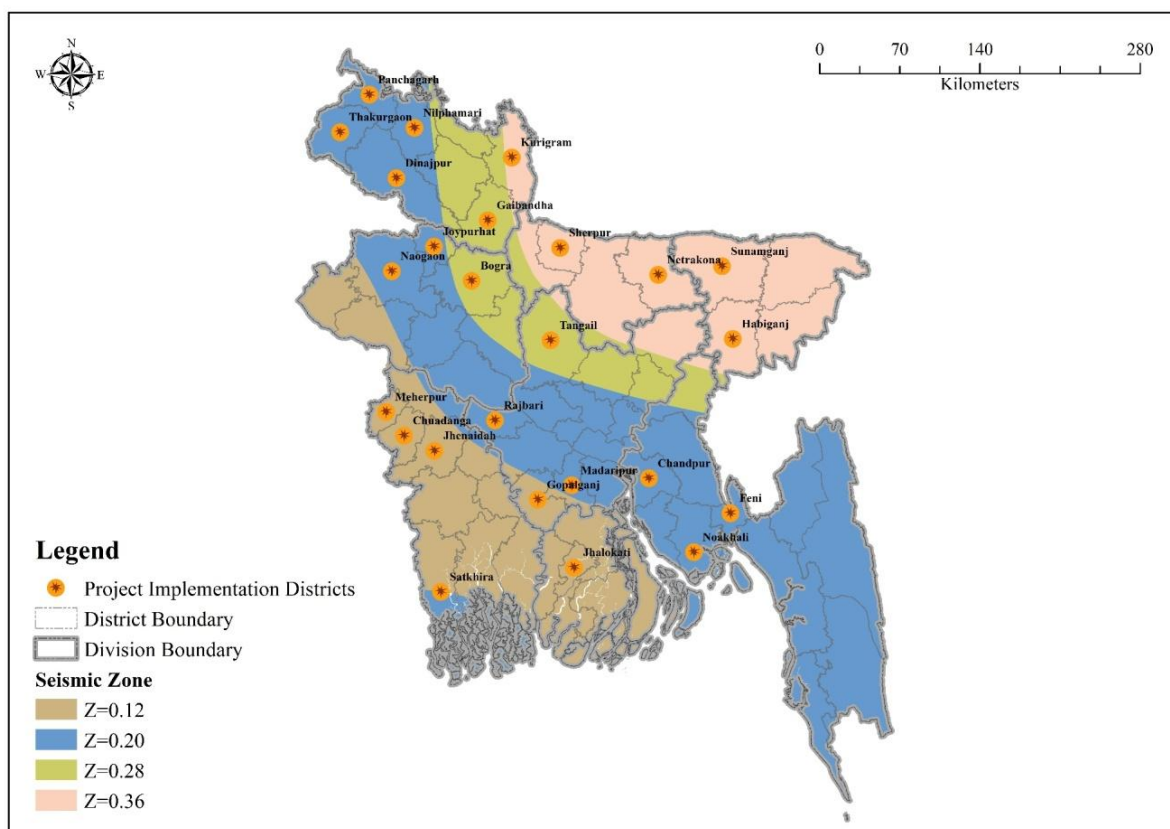 N
W E
S
0 70 140 280
Kilometers
Panchagarh
Thakurgaon
Nilphamari
Dinajpur
Kurigram
Gaibandha
Joypurhat
Sherpur
Sunamganj
Naogaon
Bogra
Netrakona
Tangail
Habiganj
Meherpur
Rajbari
Chuadanga
Jhenaidah
Madaripur
Chandpur
Gopalganj
Feni
Noakhali
Jhalokati
Satkhira
Legend
Project Implementation Districts
District Boundary
Division Boundary
Seismic Zone
Z=0.12
Z=0.20
Z=0.28
Z=0.36